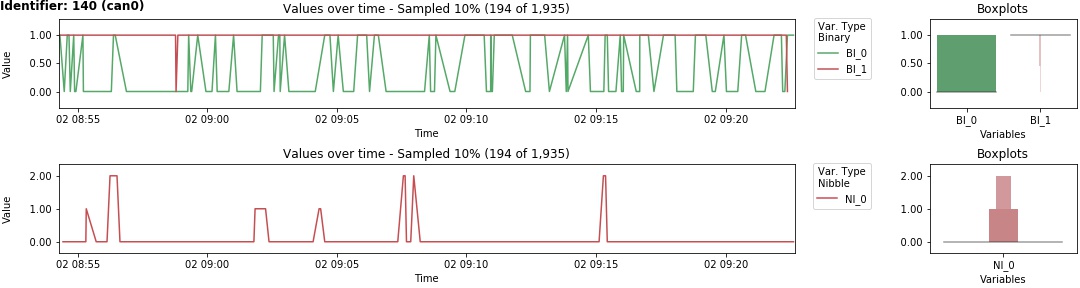 Identifier: 140 (can0)
Values over time - Sampled 10% (194 of 1,935)
Value
1.00
0.50
0.00
02 08:55 02 09:00 02 09:05 02 09:10 02 09:15 02 09:20
Time
Var. Type
Binary
BI_0
BI_1
Boxplots
1.00
0.50
0.00
BI_0 BI_1
Variables
Values over time - Sampled 10% (194 of 1,935)
Value
2.00
1.00
0.00
02 08:55 02 09:00 02 09:05 02 09:10 02 09:15 02 09:20
Time
Var. Type
Nibble
NI_0
Boxplots
2.00
1.00
0.00
NI_0
Variables